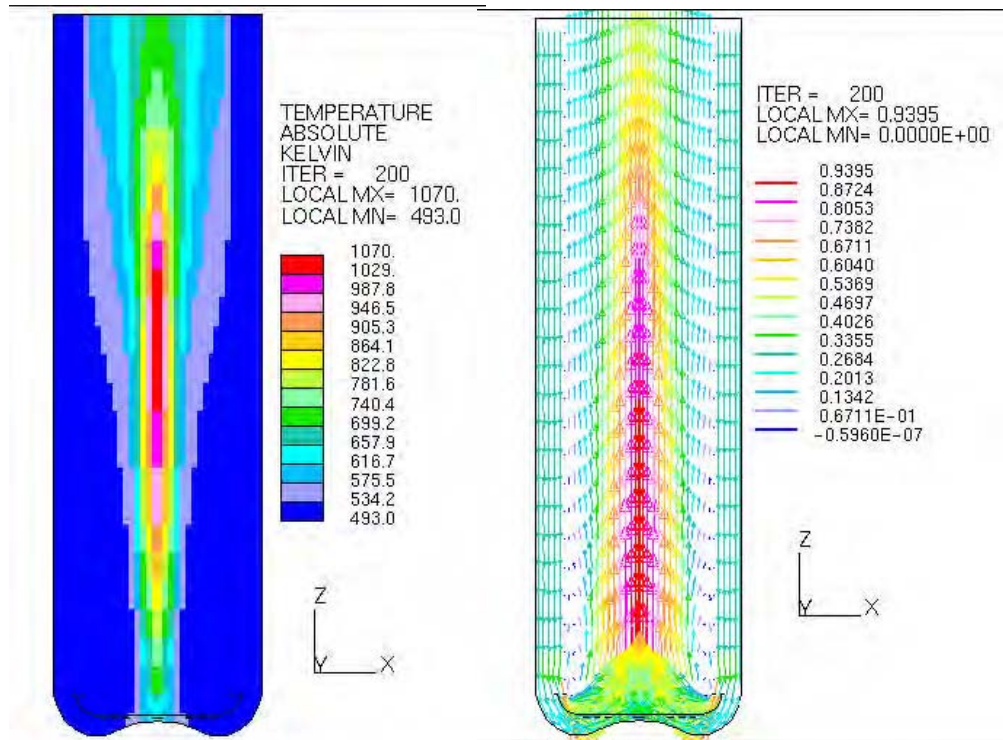 TEMPERATURE
ABSOLUTE
KELVIN
ITER = 200
LOCAL MX= 1070.
LOCAL MN= 493.0
1070.
1029.
987.8
946.5
905.3
864.1
822.8
781.6
740.4
699.2
657.9
616.7
575.5
534.2
493.0
Z
Y X
ITER = 200
LOCAL MX= 0.9395
LOCAL MN= 0.0000E+00
0.9395
0.8724
0.8053
0.7382
0.6711
0.6040
0.5369
0.4697
0.4026
0.3355
0.2684
0.2013
0.1342
0.6711E-01
-0.5960E-07
Z
Y X